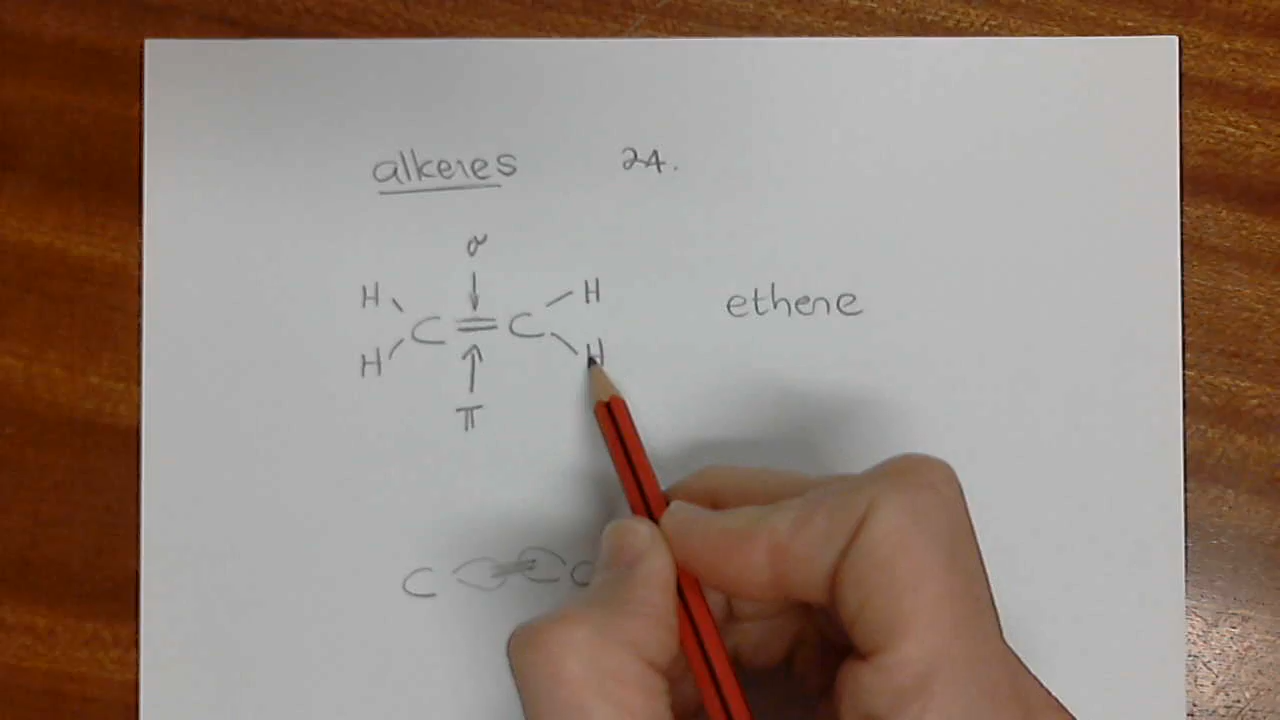 alkenes 24.
σ
H H
C = C ethene
H H
π
C C